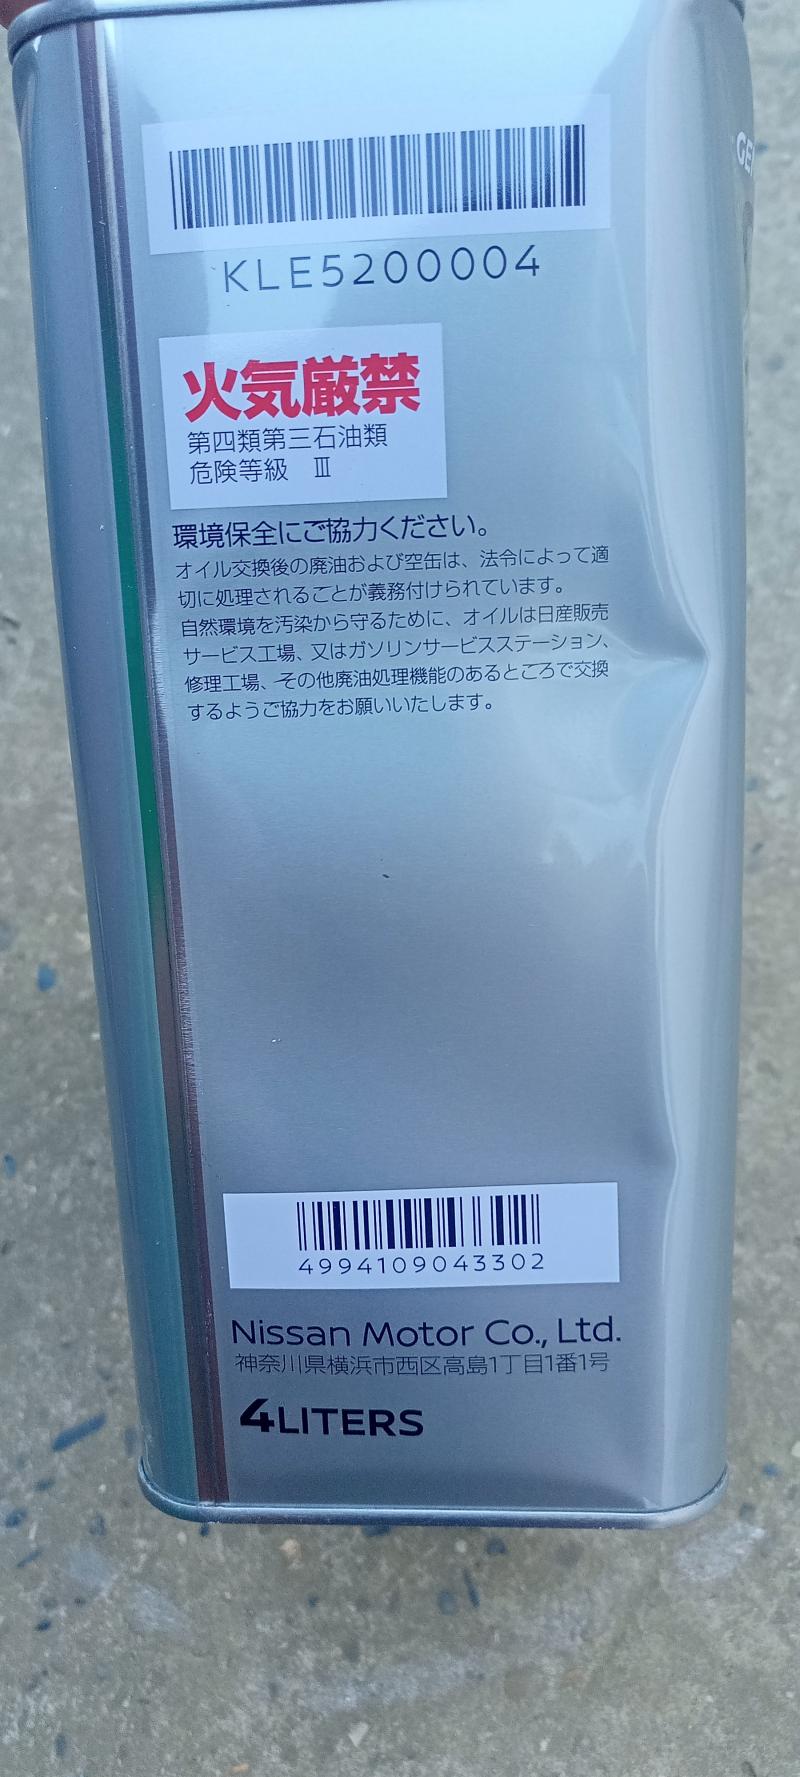 KLE5200004
火気厳禁
第四類第三石油類
危険等級 Ⅲ
環境保全にご協力ください。
オイル交換後の廃油および空缶は、法令によって適
切に処理されることが義務付けられています。
自然環境を汚染から守るために、オイルは日産販売
サービス工場、又はガソリンサービスステーション、
修理工場、その他廃油処理機能のあるところで交換
するようご協力をお願いいたします。
4994109043302
Nissan Motor Co., Ltd.
神奈川県横浜市西区高島1丁目1番1号
4LITERS